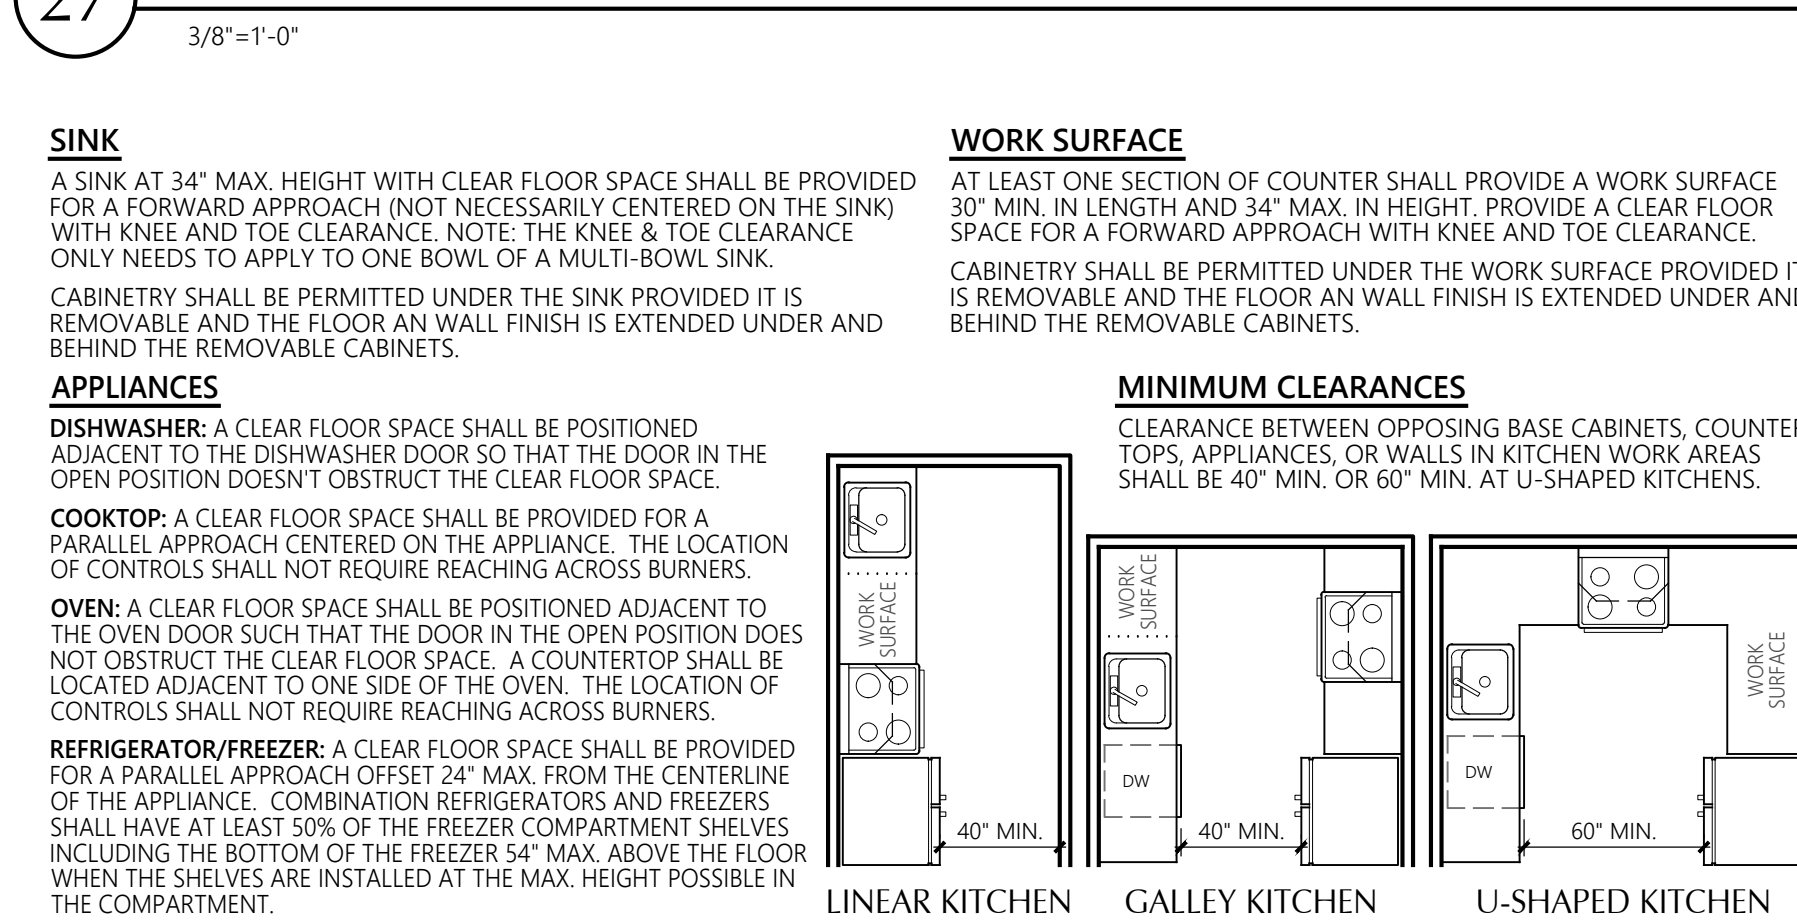 27
3/8"=1'-0"
SINK
A SINK AT 34" MAX. HEIGHT WITH CLEAR FLOOR SPACE SHALL BE PROVIDED
FOR A FORWARD APPROACH (NOT NECESSARILY CENTERED ON THE SINK)
WITH KNEE AND TOE CLEARANCE. NOTE: THE KNEE & TOE CLEARANCE
ONLY NEEDS TO APPLY TO ONE BOWL OF A MULTI-BOWL SINK.
CABINETRY SHALL BE PERMITTED UNDER THE SINK PROVIDED IT IS
REMOVABLE AND THE FLOOR AN WALL FINISH IS EXTENDED UNDER AND
BEHIND THE REMOVABLE CABINETS.
WORK SURFACE
AT LEAST ONE SECTION OF COUNTER SHALL PROVIDE A WORK SURFACE
30" MIN. IN LENGTH AND 34" MAX. IN HEIGHT. PROVIDE A CLEAR FLOOR
SPACE FOR A FORWARD APPROACH WITH KNEE AND TOE CLEARANCE.
CABINETRY SHALL BE PERMITTED UNDER THE WORK SURFACE PROVIDED IT
IS REMOVABLE AND THE FLOOR AN WALL FINISH IS EXTENDED UNDER AND
BEHIND THE REMOVABLE CABINETS.
APPLIANCES
DISHWASHER: A CLEAR FLOOR SPACE SHALL BE POSITIONED
ADJACENT TO THE DISHWASHER DOOR SO THAT THE DOOR IN THE
OPEN POSITION DOESN'T OBSTRUCT THE CLEAR FLOOR SPACE.
COOKTOP: A CLEAR FLOOR SPACE SHALL BE PROVIDED FOR A
PARALLEL APPROACH CENTERED ON THE APPLIANCE. THE LOCATION
OF CONTROLS SHALL NOT REQUIRE REACHING ACROSS BURNERS.
OVEN: A CLEAR FLOOR SPACE SHALL BE POSITIONED ADJACENT TO
THE OVEN DOOR SUCH THAT THE DOOR IN THE OPEN POSITION DOES
NOT OBSTRUCT THE CLEAR FLOOR SPACE. A COUNTERTOP SHALL BE
LOCATED ADJACENT TO ONE SIDE OF THE OVEN. THE LOCATION OF
CONTROLS SHALL NOT REQUIRE REACHING ACROSS BURNERS.
REFRIGERATOR/FREEZER: A CLEAR FLOOR SPACE SHALL BE PROVIDED
FOR A PARALLEL APPROACH OFFSET 24" MAX. FROM THE CENTERLINE
OF THE APPLIANCE. COMBINATION REFRIGERATORS AND FREEZERS
SHALL HAVE AT LEAST 50% OF THE FREEZER COMPARTMENT SHELVES
INCLUDING THE BOTTOM OF THE FREEZER 54" MAX. ABOVE THE FLOOR
WHEN THE SHELVES ARE INSTALLED AT THE MAX. HEIGHT POSSIBLE IN
THE COMPARTMENT.
MINIMUM CLEARANCES
CLEARANCE BETWEEN OPPOSING BASE CABINETS, COUNTER
TOPS, APPLIANCES, OR WALLS IN KITCHEN WORK AREAS
SHALL BE 40" MIN. OR 60" MIN. AT U-SHAPED KITCHENS.
WORK
SURFACE
40" MIN.
LINEAR KITCHEN
WORK
SURFACE
DW
40" MIN.
GALLEY KITCHEN
WORK
SURFACE
DW
60" MIN.
U-SHAPED KITCHEN